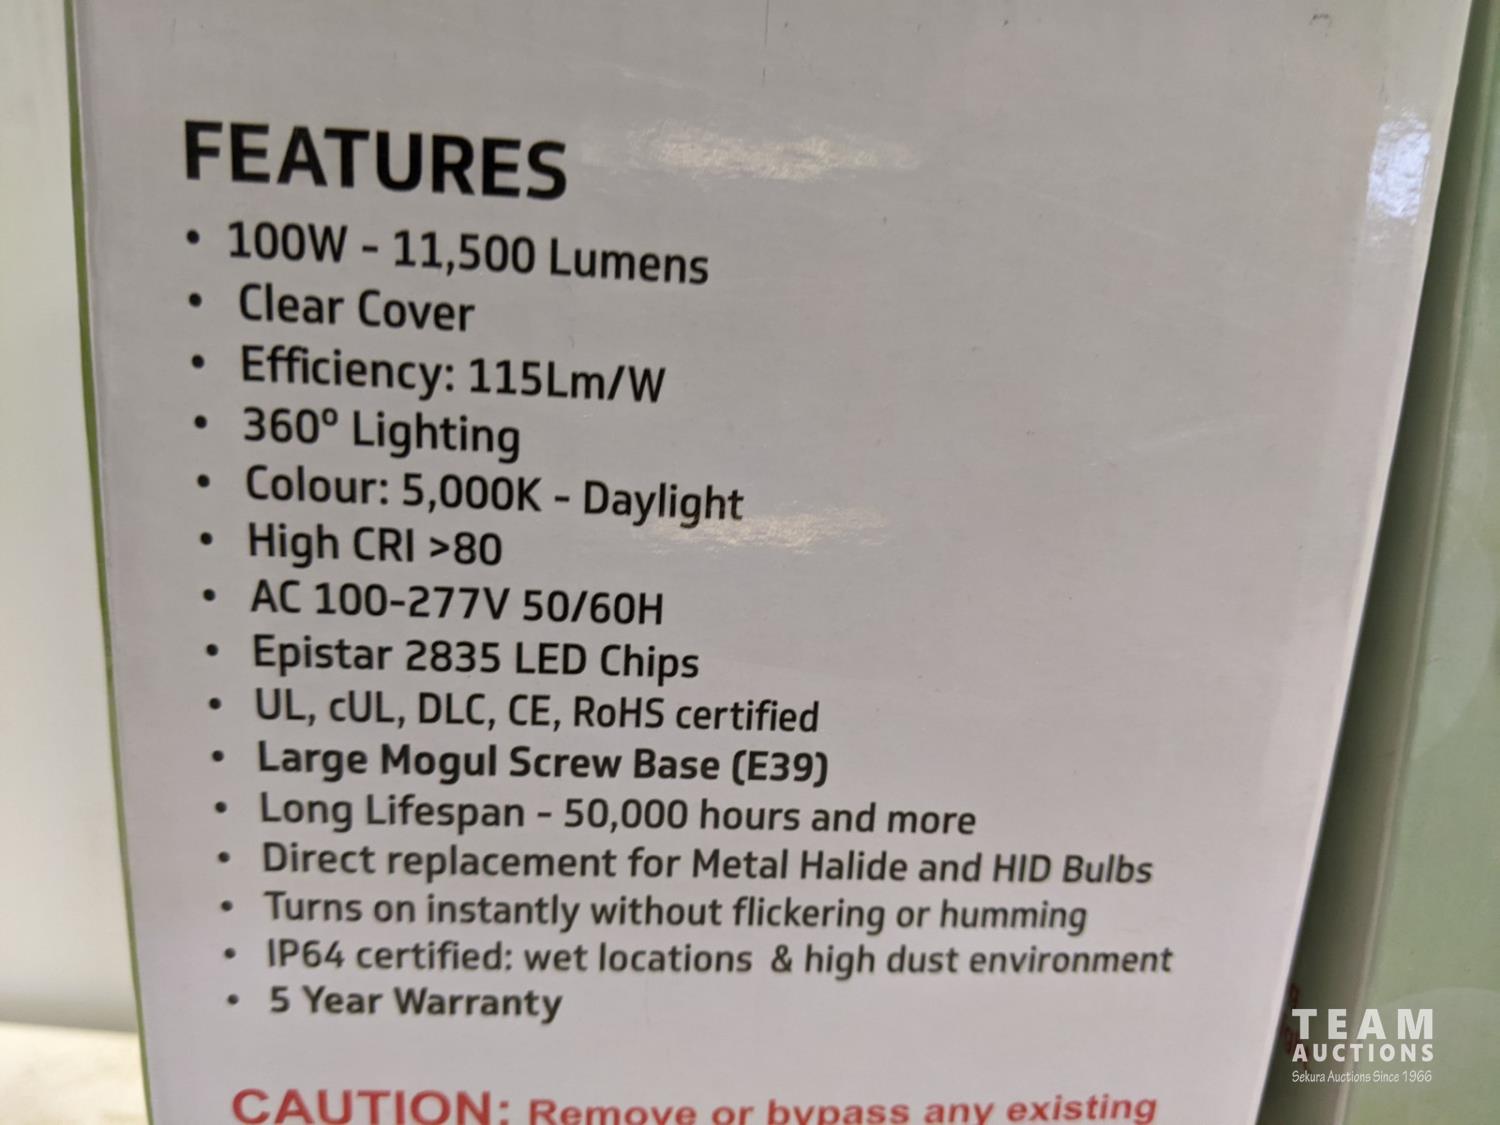 FEATURES
• 100W - 11,500 Lumens
• Clear Cover
• Efficiency: 115Lm/W
• 360º Lighting
• Colour: 5,000K - Daylight
• High CRI >80
• AC 100-277V 50/60H
• Epistar 2835 LED Chips
• UL, cUL, DLC, CE, RoHS certified
• Large Mogul Screw Base (E39)
• Long Lifespan - 50,000 hours and more
• Direct replacement for Metal Halide and HID Bulbs
• Turns on instantly without flickering or humming
• IP64 certified: wet locations & high dust environment
• 5 Year Warranty
CAUTION: Remove or bypass any existing
TEAM
AUCTIONS
Sekura Auctions Since 1966